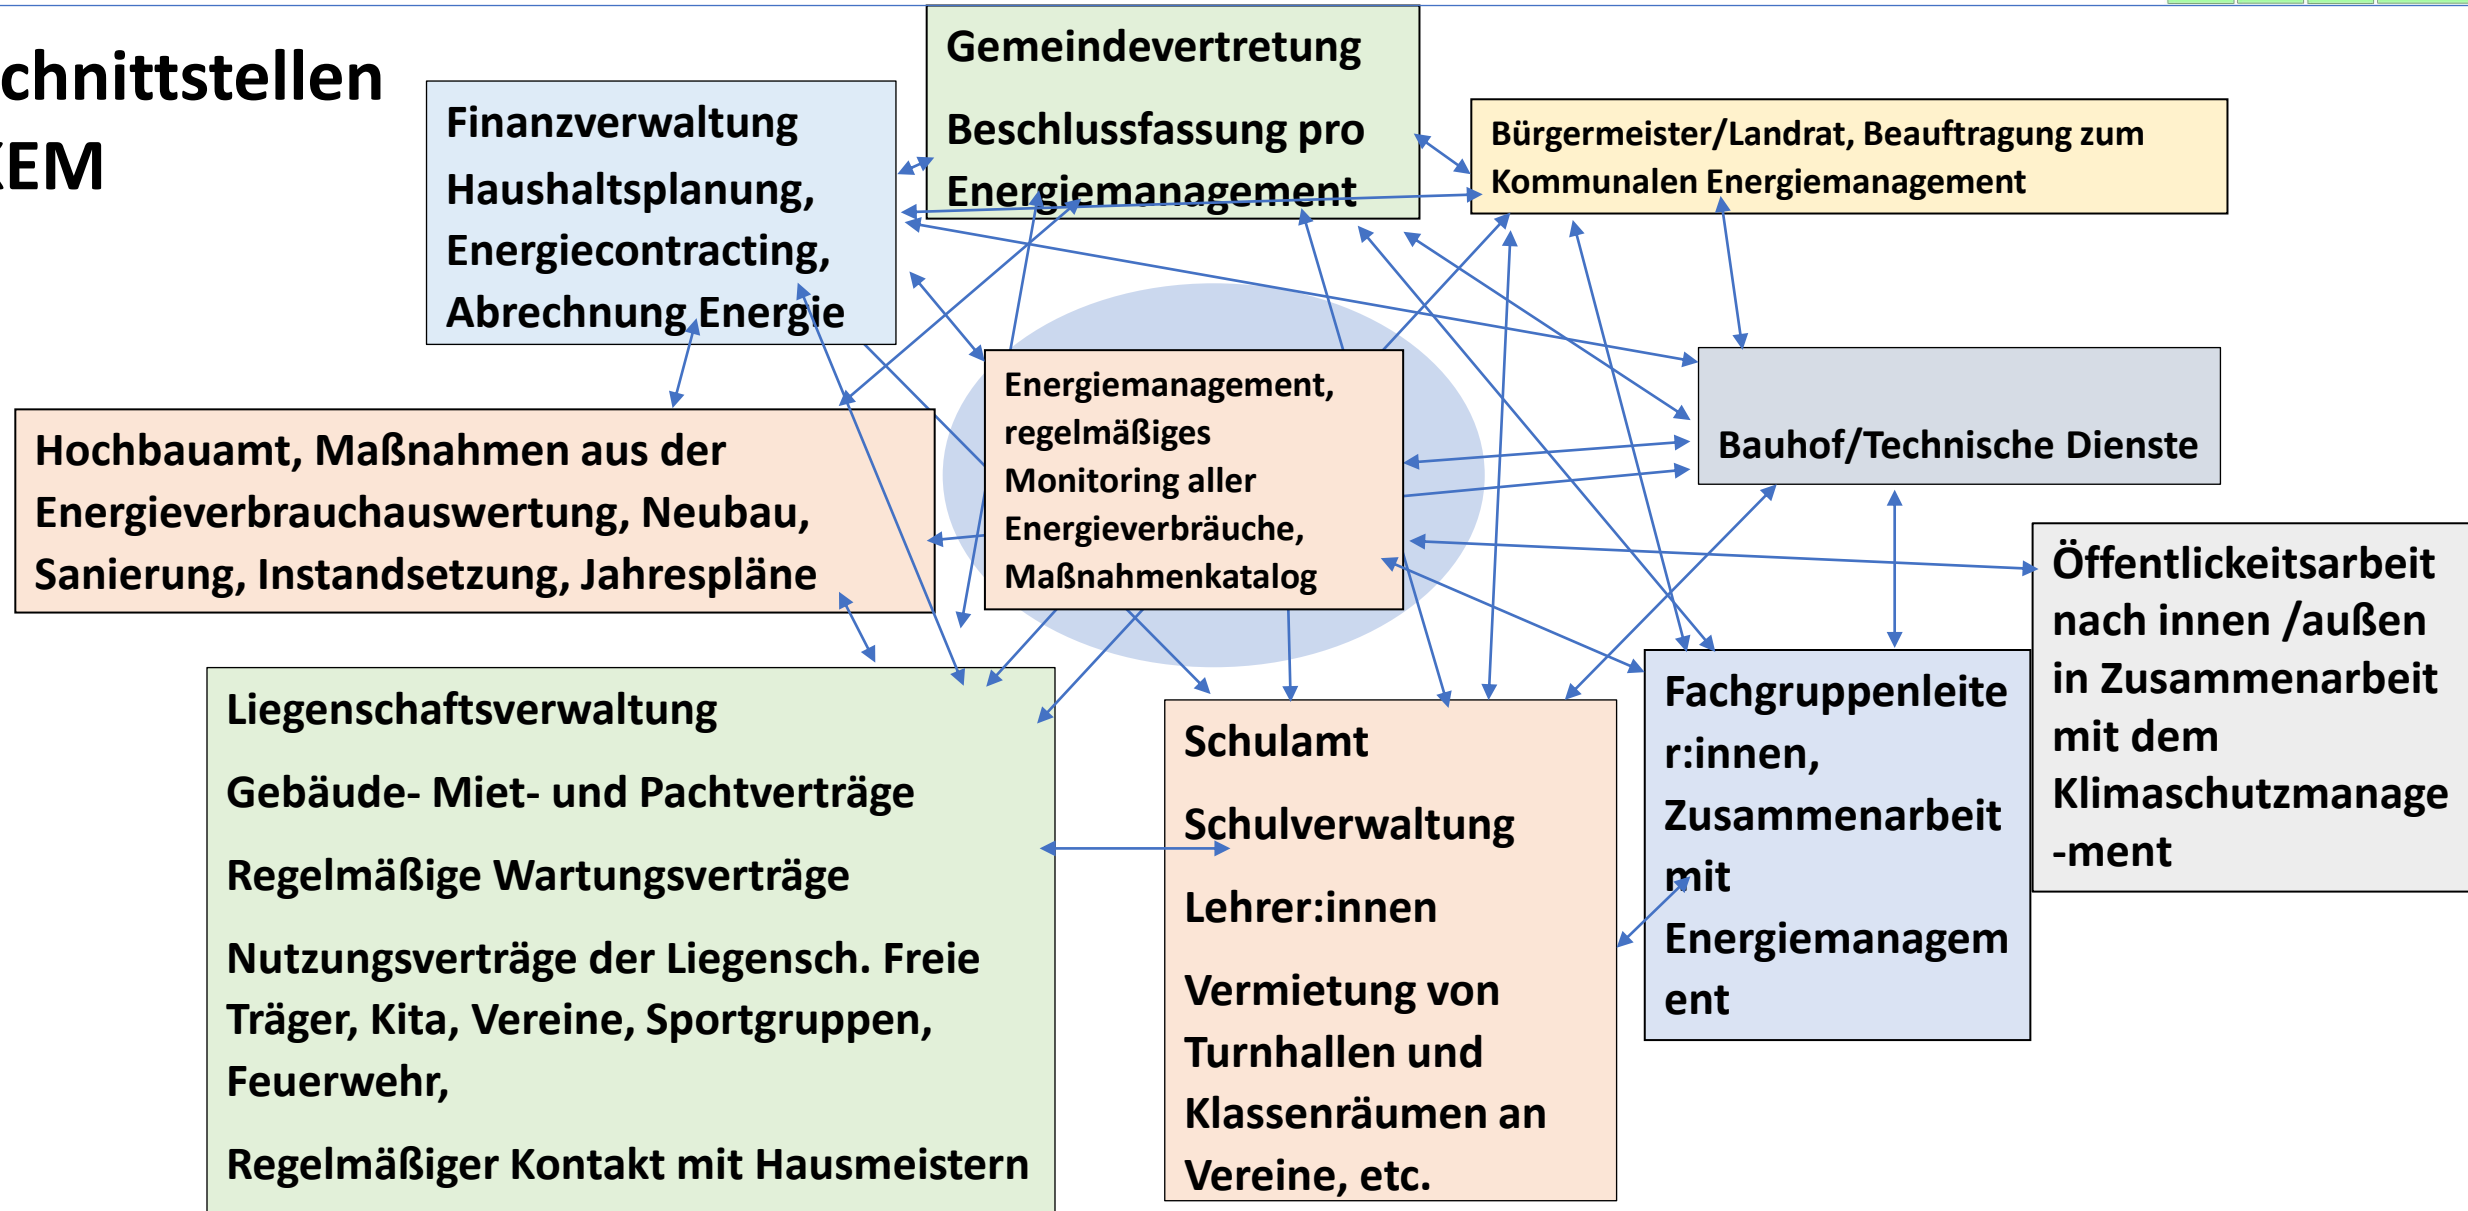 chnittstellen
KEM
Gemeindevertretung
Beschlussfassung pro
Energiemanagement
Finanzverwaltung
Haushaltsplanung,
Energiecontracting,
Abrechnung Energie
Bürgermeister/Landrat, Beauftragung zum
Kommunalen Energiemanagement
Energiemanagement,
regelmäßiges
Monitoring aller
Energieverbräuche,
Maßnahmenkatalog
Bauhof/Technische Dienste
Hochbauamt, Maßnahmen aus der
Energieverbrauchauswertung, Neubau,
Sanierung, Instandsetzung, Jahrespläne
Öffentlickeitsarbeit
nach innen /außen
in Zusammenarbeit
mit dem
Klimaschutzmanage
-ment
Liegenschaftsverwaltung
Gebäude- Miet- und Pachtverträge
Regelmäßige Wartungsverträge
Nutzungsverträge der Liegensch. Freie
Träger, Kita, Vereine, Sportgruppen,
Feuerwehr,
Regelmäßiger Kontakt mit Hausmeistern
Schulamt
Schulverwaltung
Lehrer:innen
Vermietung von
Turnhallen und
Klassenräumen an
Vereine, etc.
Fachgruppenleite
r:innen,
Zusammenarbeit
mit
Energiemanagem
ent